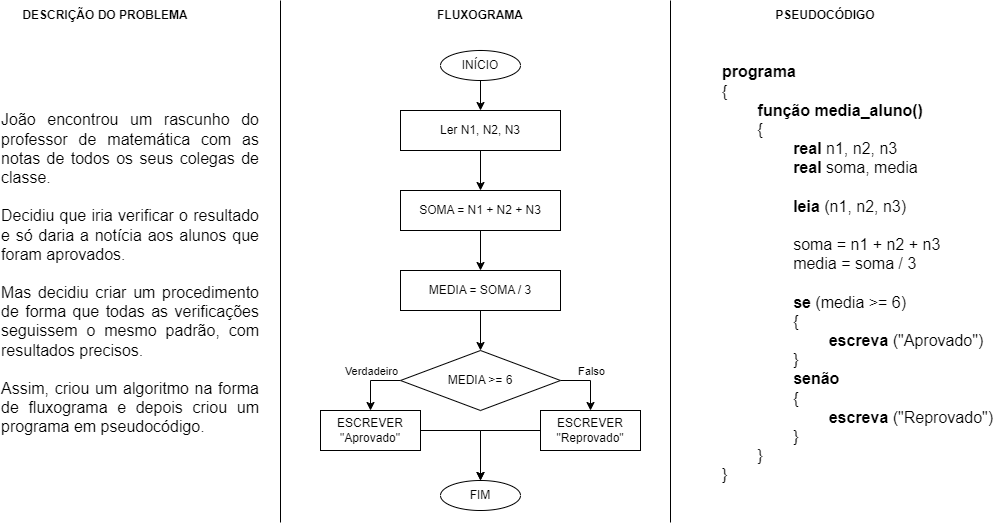 DESCRIÇÃO DO PROBLEMA
João encontrou um rascunho do
professor de matemática com as
notas de todos os seus colegas de
classe.
Decidiu que iria verificar o resultado
e só daria a notícia aos alunos que
foram aprovados.
Mas decidiu criar um procedimento
de forma que todas as verificações
seguissem o mesmo padrão, com
resultados precisos.
Assim, criou um algoritmo na forma
de fluxograma e depois criou um
programa em pseudocódigo.
FLUXOGRAMA
INÍCIO
Ler N1, N2, N3
SOMA = N1 + N2 + N3
MEDIA = SOMA / 3
MEDIA >= 6
Verdadeiro
Falso
ESCREVER
"Aprovado"
ESCREVER
"Reprovado"
FIM
PSEUDOCÓDIGO
programa
{
função media_aluno()
{
real n1, n2, n3
real soma, media
leia (n1, n2, n3)
soma = n1 + n2 + n3
media = soma / 3
se (media >= 6)
{
escreva ("Aprovado")
}
senão
{
escreva ("Reprovado")
}
}
}